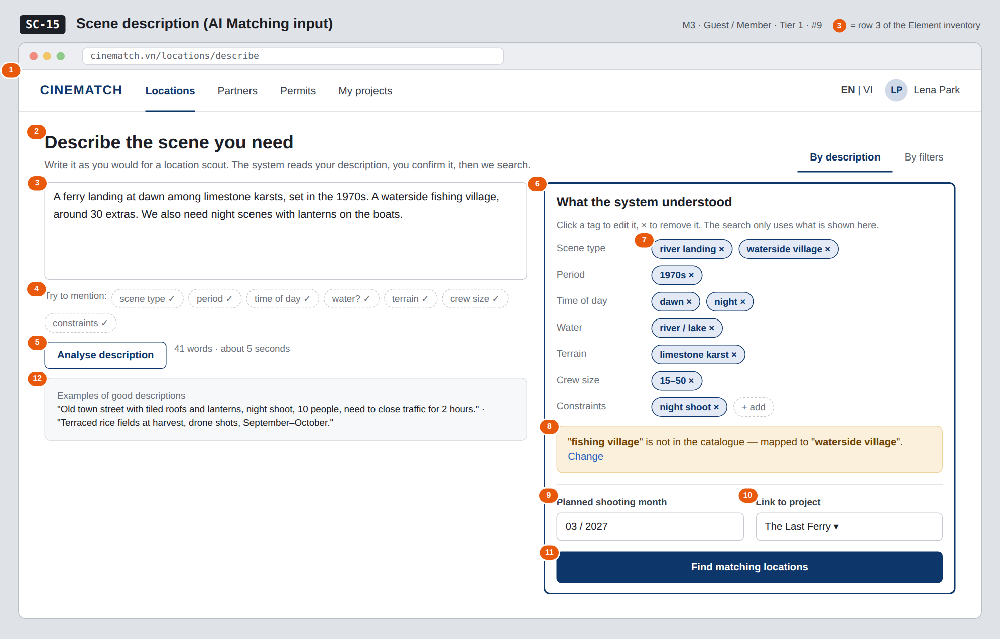 SC-15 Scene description (AI Matching input)
M3 · Guest / Member · Tier 1 · #9 3 = row 3 of the Element inventory
cinematch.vn/locations/describe
1
CINEMATCH Locations Partners Permits My projects EN | VI LP Lena Park
2
Describe the scene you need
Write it as you would for a location scout. The system reads your description, you confirm it, then we search.
By description By filters
3
A ferry landing at dawn among limestone karsts, set in the 1970s. A waterside fishing village,
around 30 extras. We also need night scenes with lanterns on the boats.
4
Try to mention: scene type ✓ period ✓ time of day ✓ water? ✓ terrain ✓ crew size ✓
constraints ✓
5
Analyse description 41 words · about 5 seconds
12
Examples of good descriptions
"Old town street with tiled roofs and lanterns, night shoot, 10 people, need to close traffic for 2 hours." ·
"Terraced rice fields at harvest, drone shots, September–October."
6
What the system understood
Click a tag to edit it, × to remove it. The search only uses what is shown here.
7
Scene type river landing × waterside village ×
Period 1970s ×
Time of day dawn × night ×
Water river / lake ×
Terrain limestone karst ×
Crew size 15–50 ×
Constraints night shoot × + add
8
"fishing village" is not in the catalogue — mapped to "waterside village".
Change
9 10
Planned shooting month Link to project
03 / 2027 The Last Ferry ▾
11
Find matching locations